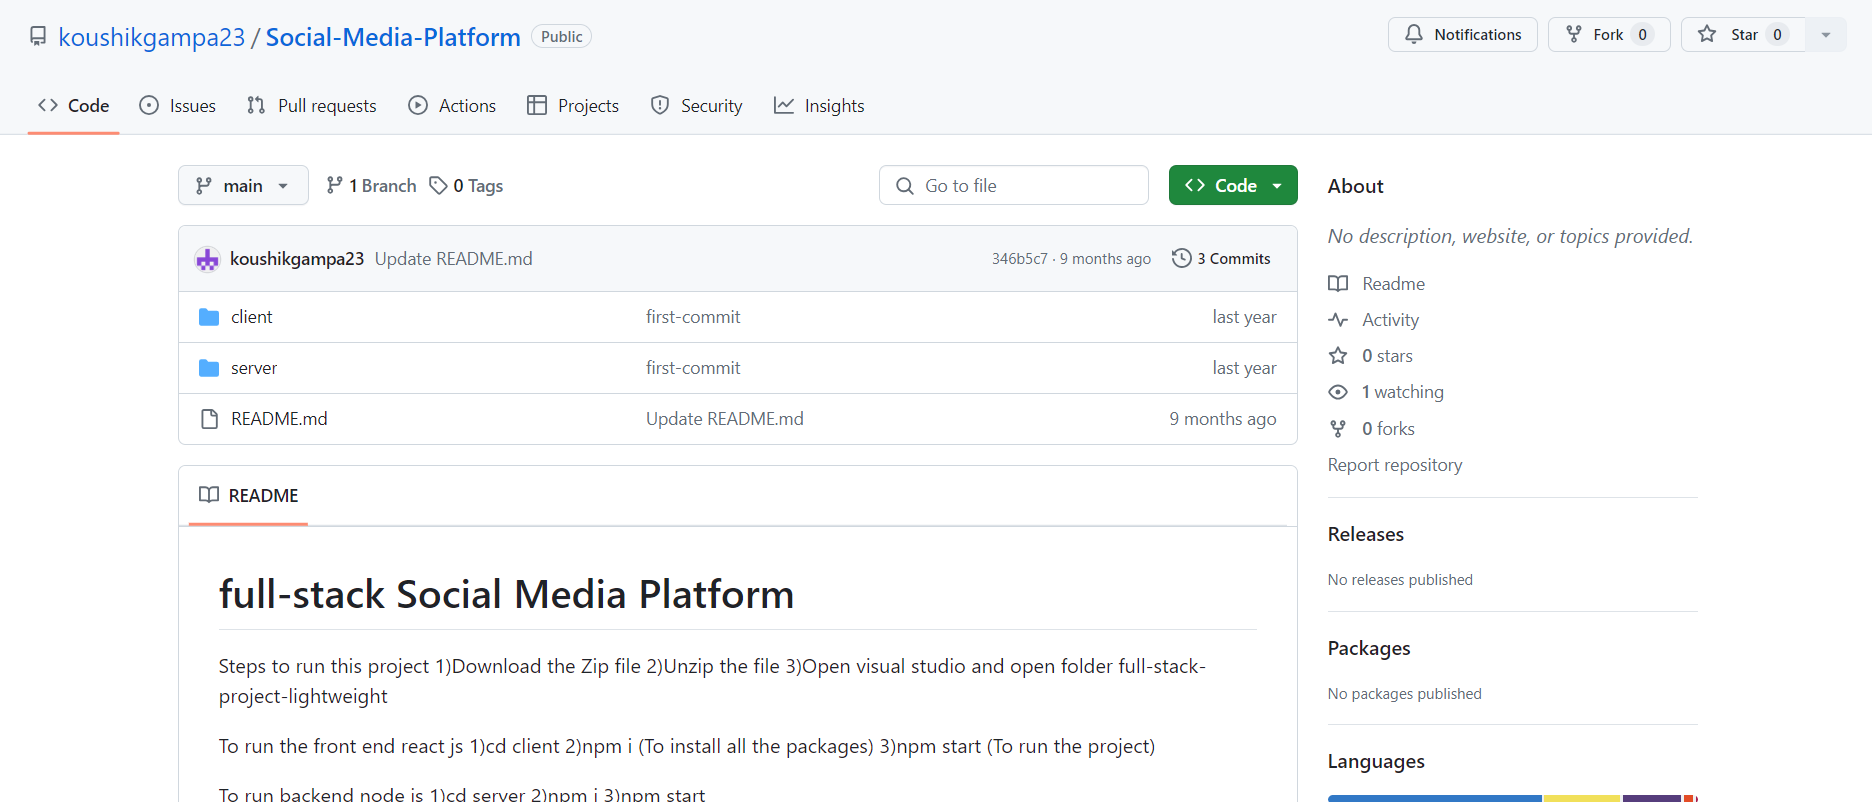 koushikgampa23 / Social-Media-Platform Public
Notifications Fork 0 Star 0
Code Issues Pull requests Actions Projects Security Insights
main 1 Branch 0 Tags Go to file Code
koushikgampa23 Update README.md 346b5c7 · 9 months ago 3 Commits
client first-commit last year
server first-commit last year
README.md Update README.md 9 months ago
README
full-stack Social Media Platform
Steps to run this project 1)Download the Zip file 2)Unzip the file 3)Open visual studio and open folder full-stack-
project-lightweight
To run the front end react js 1)cd client 2)npm i (To install all the packages) 3)npm start (To run the project)
To run backend node js 1)cd server 2)npm i 3)npm start
About
No description, website, or topics provided.
Readme
Activity
0 stars
1 watching
0 forks
Report repository
Releases
No releases published
Packages
No packages published
Languages